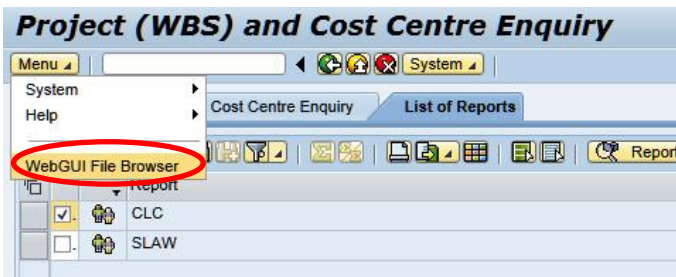 Project (WBS) and Cost Centre Enquiry
Menu System
System
Help
Cost Centre Enquiry List of Reports
WebGUI File Browser
Report
Report
CLC
SLAW